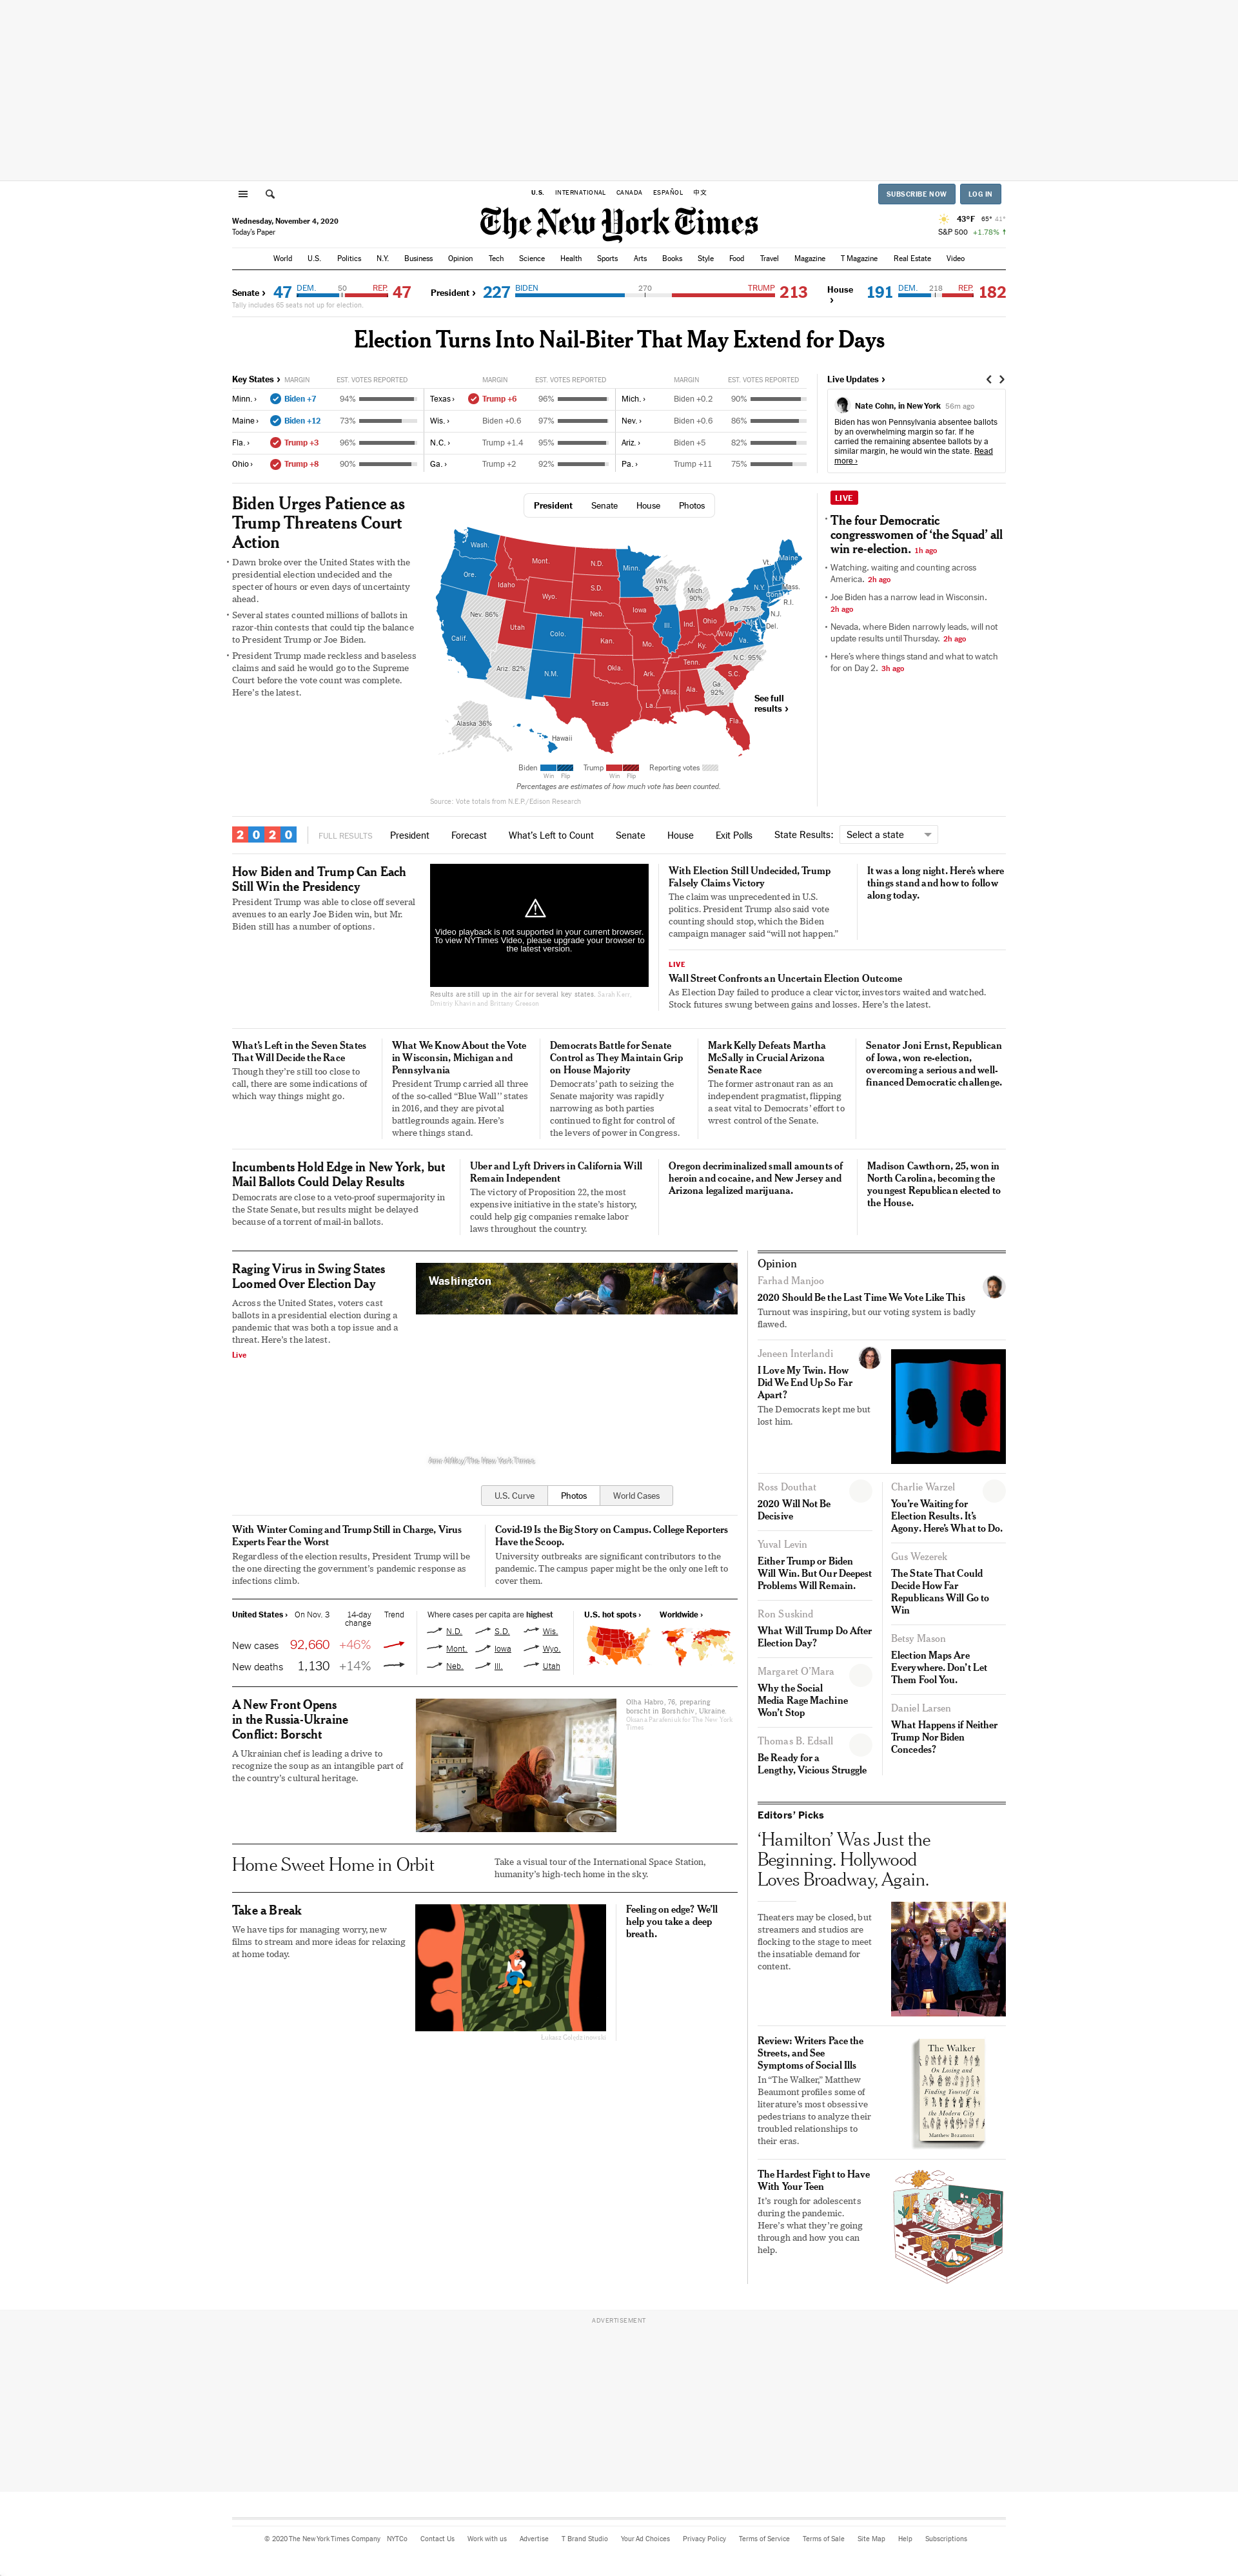 U.S. INTERNATIONAL CANADA ESPAÑOL 中文
SUBSCRIBE NOW LOG IN
Wednesday, November 4, 2020
Today's Paper
The New York Times
43°F 65° 41°
S&P 500 +1.78% ↑
World U.S. Politics N.Y. Business Opinion Tech Science Health Sports Arts Books Style Food Travel Magazine T Magazine Real Estate Video
Senate › 47 DEM. 50 REP. 47
Tally includes 65 seats not up for election.
President › 227 BIDEN 270 TRUMP 213
House › 191 DEM. 218 REP. 182
Election Turns Into Nail-Biter That May Extend for Days
Key States › MARGIN EST. VOTES REPORTED MARGIN EST. VOTES REPORTED MARGIN EST. VOTES REPORTED
Minn. › Biden +7 94% Texas › Trump +6 96% Mich. › Biden +0.2 90%
Maine › Biden +12 73% Wis. › Biden +0.6 97% Nev. › Biden +0.6 86%
Fla. › Trump +3 96% N.C. › Trump +1.4 95% Ariz. › Biden +5 82%
Ohio › Trump +8 90% Ga. › Trump +2 92% Pa. › Trump +11 75%
Live Updates ›
Nate Cohn, in New York 56m ago
Biden has won Pennsylvania absentee ballots
by an overwhelming margin so far. If he
carried the remaining absentee ballots by a
similar margin, he would win the state. Read
more ›
Biden Urges Patience as
Trump Threatens Court
Action
• Dawn broke over the United States with the
presidential election undecided and the
specter of hours or even days of uncertainty
ahead.
• Several states counted millions of ballots in
razor-thin contests that could tip the balance
to President Trump or Joe Biden.
• President Trump made reckless and baseless
claims and said he would go to the Supreme
Court before the vote count was complete.
Here's the latest.
President Senate House Photos
Wash.
Ore.
Idaho
Mont.
N.D.
Minn.
Wis.
97%
Mich.
90%
Vt.
Maine
N.H.
Mass.
N.Y.
Conn.
R.I.
Wyo.
S.D.
Nev. 86%
Neb.
Iowa
Pa. 75%
N.J.
Del.
Calif.
Utah
Colo.
Kan.
Mo.
Ill.
Ind.
Ohio
W.Va.
Va.
Ky.
Ariz. 82%
N.M.
Okla.
Ark.
Tenn.
N.C. 95%
S.C.
Texas
La.
Miss.
Ala.
Ga.
92%
Fla.
Alaska 36%
Hawaii
See full
results ›
Biden Trump Reporting votes
Win Flip Win Flip
Percentages are estimates of how much vote has been counted.
Source: Vote totals from N.E.P./Edison Research
LIVE
• The four Democratic
congresswomen of ‘the Squad’ all
win re-election. 1h ago
• Watching, waiting and counting across
America. 2h ago
• Joe Biden has a narrow lead in Wisconsin.
2h ago
• Nevada, where Biden narrowly leads, will not
update results until Thursday. 2h ago
• Here's where things stand and what to watch
for on Day 2. 3h ago
2020 FULL RESULTS President Forecast What's Left to Count Senate House Exit Polls State Results: Select a state
How Biden and Trump Can Each
Still Win the Presidency
President Trump was able to close off several
avenues to an early Joe Biden win, but Mr.
Biden still has a number of options.
Video playback is not supported in your current browser.
To view NYTimes Video, please upgrade your browser to
the latest version.
Results are still up in the air for several key states. Sarah Kerr,
Dmitriy Khavin and Brittany Greeson
With Election Still Undecided, Trump
Falsely Claims Victory
The claim was unprecedented in U.S.
politics. President Trump also said vote
counting should stop, which the Biden
campaign manager said “will not happen.”
It was a long night. Here's where
things stand and how to follow
along today.
LIVE
Wall Street Confronts an Uncertain Election Outcome
As Election Day failed to produce a clear victor, investors waited and watched.
Stock futures swung between gains and losses. Here's the latest.
What's Left in the Seven States
That Will Decide the Race
Though they're still too close to
call, there are some indications of
which way things might go.
What We Know About the Vote
in Wisconsin, Michigan and
Pennsylvania
President Trump carried all three
of the so-called “Blue Wall” states
in 2016, and they are pivotal
battlegrounds again. Here's
where things stand.
Democrats Battle for Senate
Control as They Maintain Grip
on House Majority
Democrats' path to seizing the
Senate majority was rapidly
narrowing as both parties
continued to fight for control of
the levers of power in Congress.
Mark Kelly Defeats Martha
McSally in Crucial Arizona
Senate Race
The former astronaut ran as an
independent pragmatist, flipping
a seat vital to Democrats' effort to
wrest control of the Senate.
Senator Joni Ernst, Republican
of Iowa, won re-election,
overcoming a serious and well-
financed Democratic challenge.
Incumbents Hold Edge in New York, but
Mail Ballots Could Delay Results
Democrats are close to a veto-proof supermajority in
the State Senate, but results might be delayed
because of a torrent of mail-in ballots.
Uber and Lyft Drivers in California Will
Remain Independent
The victory of Proposition 22, the most
expensive initiative in the state's history,
could help gig companies remake labor
laws throughout the country.
Oregon decriminalized small amounts of
heroin and cocaine, and New Jersey and
Arizona legalized marijuana.
Madison Cawthorn, 25, won in
North Carolina, becoming the
youngest Republican elected to
the House.
Raging Virus in Swing States
Loomed Over Election Day
Across the United States, voters cast
ballots in a presidential election during a
pandemic that was both a top issue and a
threat. Here's the latest.
Live
Washington
The New York Times
U.S. Curve Photos World Cases
With Winter Coming and Trump Still in Charge, Virus
Experts Fear the Worst
Regardless of the election results, President Trump will be
the one directing the government's pandemic response as
infections climb.
Covid-19 Is the Big Story on Campus. College Reporters
Have the Scoop.
University outbreaks are significant contributors to the
pandemic. The campus paper might be the only one left to
cover them.
United States › On Nov. 3 14-day
change Trend
New cases 92,660 +46%
New deaths 1,130 +14%
Where cases per capita are highest
N.D. S.D. Wis.
Mont. Iowa Wyo.
Neb. Ill. Utah
U.S. hot spots › Worldwide ›
A New Front Opens
in the Russia-Ukraine
Conflict: Borscht
A Ukrainian chef is leading a drive to
recognize the soup as an intangible part of
the country's cultural heritage.
Olha Habro, 76, preparing
borscht in Borshchiv, Ukraine.
Oksana Parafeniuk for The New York
Times
Home Sweet Home in Orbit
Take a visual tour of the International Space Station,
humanity's high-tech home in the sky.
Take a Break
We have tips for managing worry, new
films to stream and more ideas for relaxing
at home today.
Feeling on edge? We'll
help you take a deep
breath.
Opinion
Farhad Manjoo
2020 Should Be the Last Time We Vote Like This
Turnout was inspiring, but our voting system is badly
flawed.
Jeneen Interlandi
I Love My Twin. How
Did We End Up So Far
Apart?
The Democrats kept me but
lost him.
Ross Douthat
2020 Will Not Be
Decisive
Yuval Levin
Either Trump or Biden
Will Win. But Our Deepest
Problems Will Remain.
Ron Suskind
What Will Trump Do After
Election Day?
Margaret O'Mara
Why the Social
Media Rage Machine
Won't Stop
Thomas B. Edsall
Be Ready for a
Lengthy, Vicious Struggle
Charlie Warzel
You're Waiting for
Election Results. It's
Agony. Here's What to Do.
Gus Wezerek
The State That Could
Decide How Far
Republicans Will Go to
Win
Betsy Mason
Election Maps Are
Everywhere. Don't Let
Them Fool You.
Daniel Larsen
What Happens if Neither
Trump Nor Biden
Concedes?
Editors' Picks
‘Hamilton’ Was Just the
Beginning. Hollywood
Loves Broadway, Again.
Theaters may be closed, but
streamers and studios are
flocking to the stage to meet
the insatiable demand for
content.
Review: Writers Pace the
Streets, and See
Symptoms of Social Ills
In “The Walker,” Matthew
Beaumont profiles some of
literature's most obsessive
pedestrians to analyze their
troubled relationships to
their eras.
The Walker
On Losing and
Finding Yourself in
the Modern City
Matthew Beaumont
The Hardest Fight to Have
With Your Teen
It's rough for adolescents
during the pandemic.
Here's what they're going
through and how you can
help.
ADVERTISEMENT
© 2020 The New York Times Company NYTCo Contact Us Work with us Advertise T Brand Studio Your Ad Choices Privacy Policy Terms of Service Terms of Sale Site Map Help Subscriptions